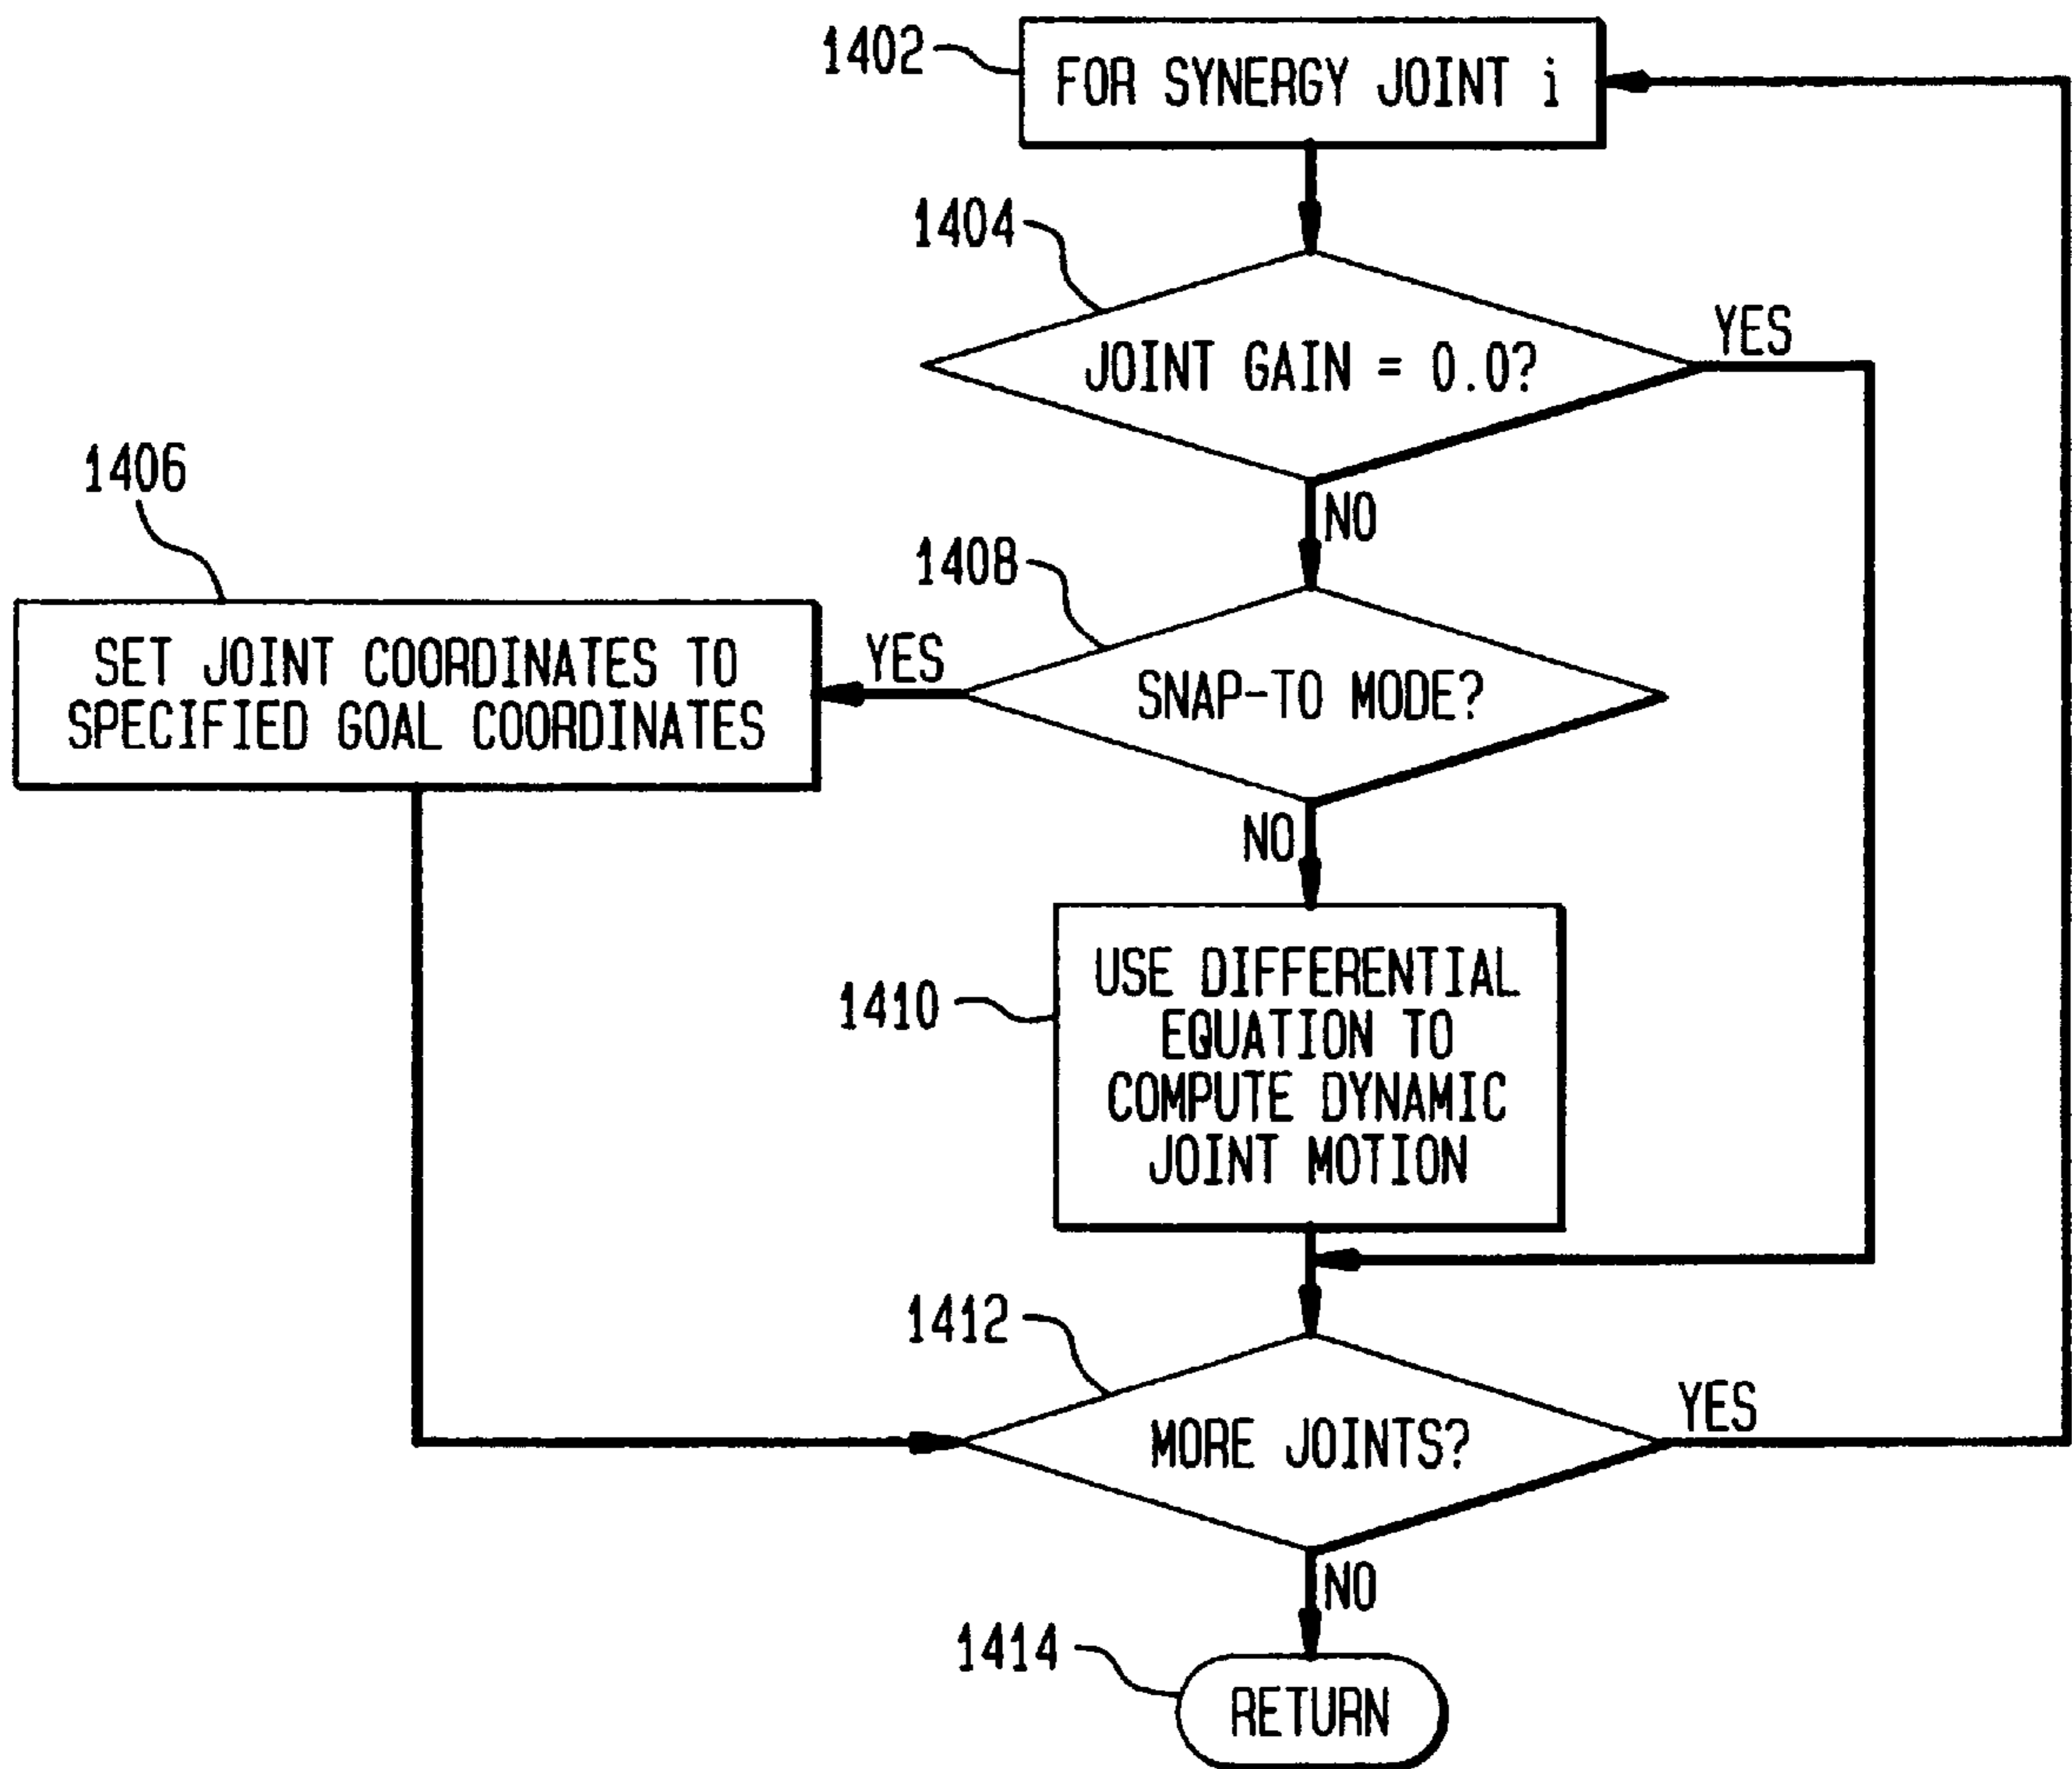 1402
FOR SYNERGY JOINT i
1404
JOINT GAIN = 0.0?
YES
NO
1406
1408
SET JOINT COORDINATES TO
SPECIFIED GOAL COORDINATES
YES
SNAP-TO MODE?
NO
1410
USE DIFFERENTIAL
EQUATION TO
COMPUTE DYNAMIC
JOINT MOTION
1412
MORE JOINTS?
YES
NO
1414
RETURN